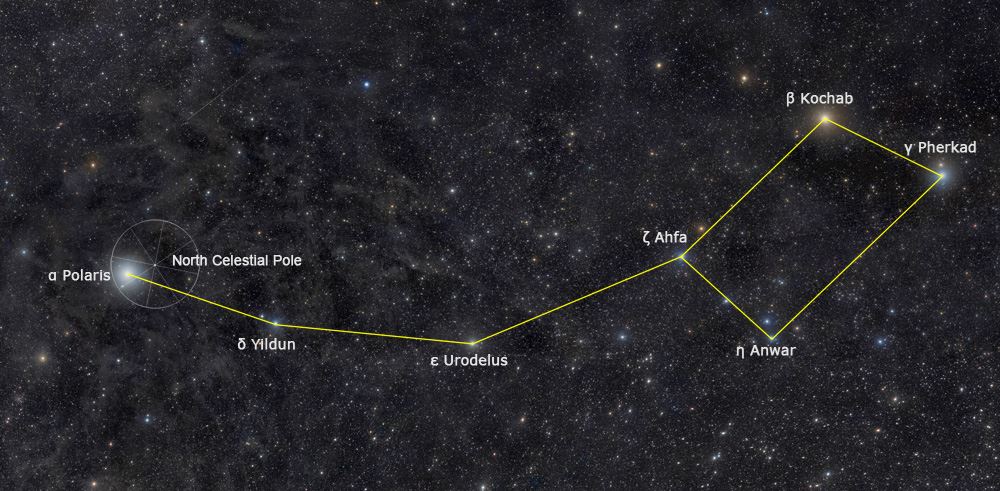 β Kochab
γ Pherkad
ζ Ahfa
α Polaris
North Celestial Pole
δ Yildun
ε Urodelus
η Anwar